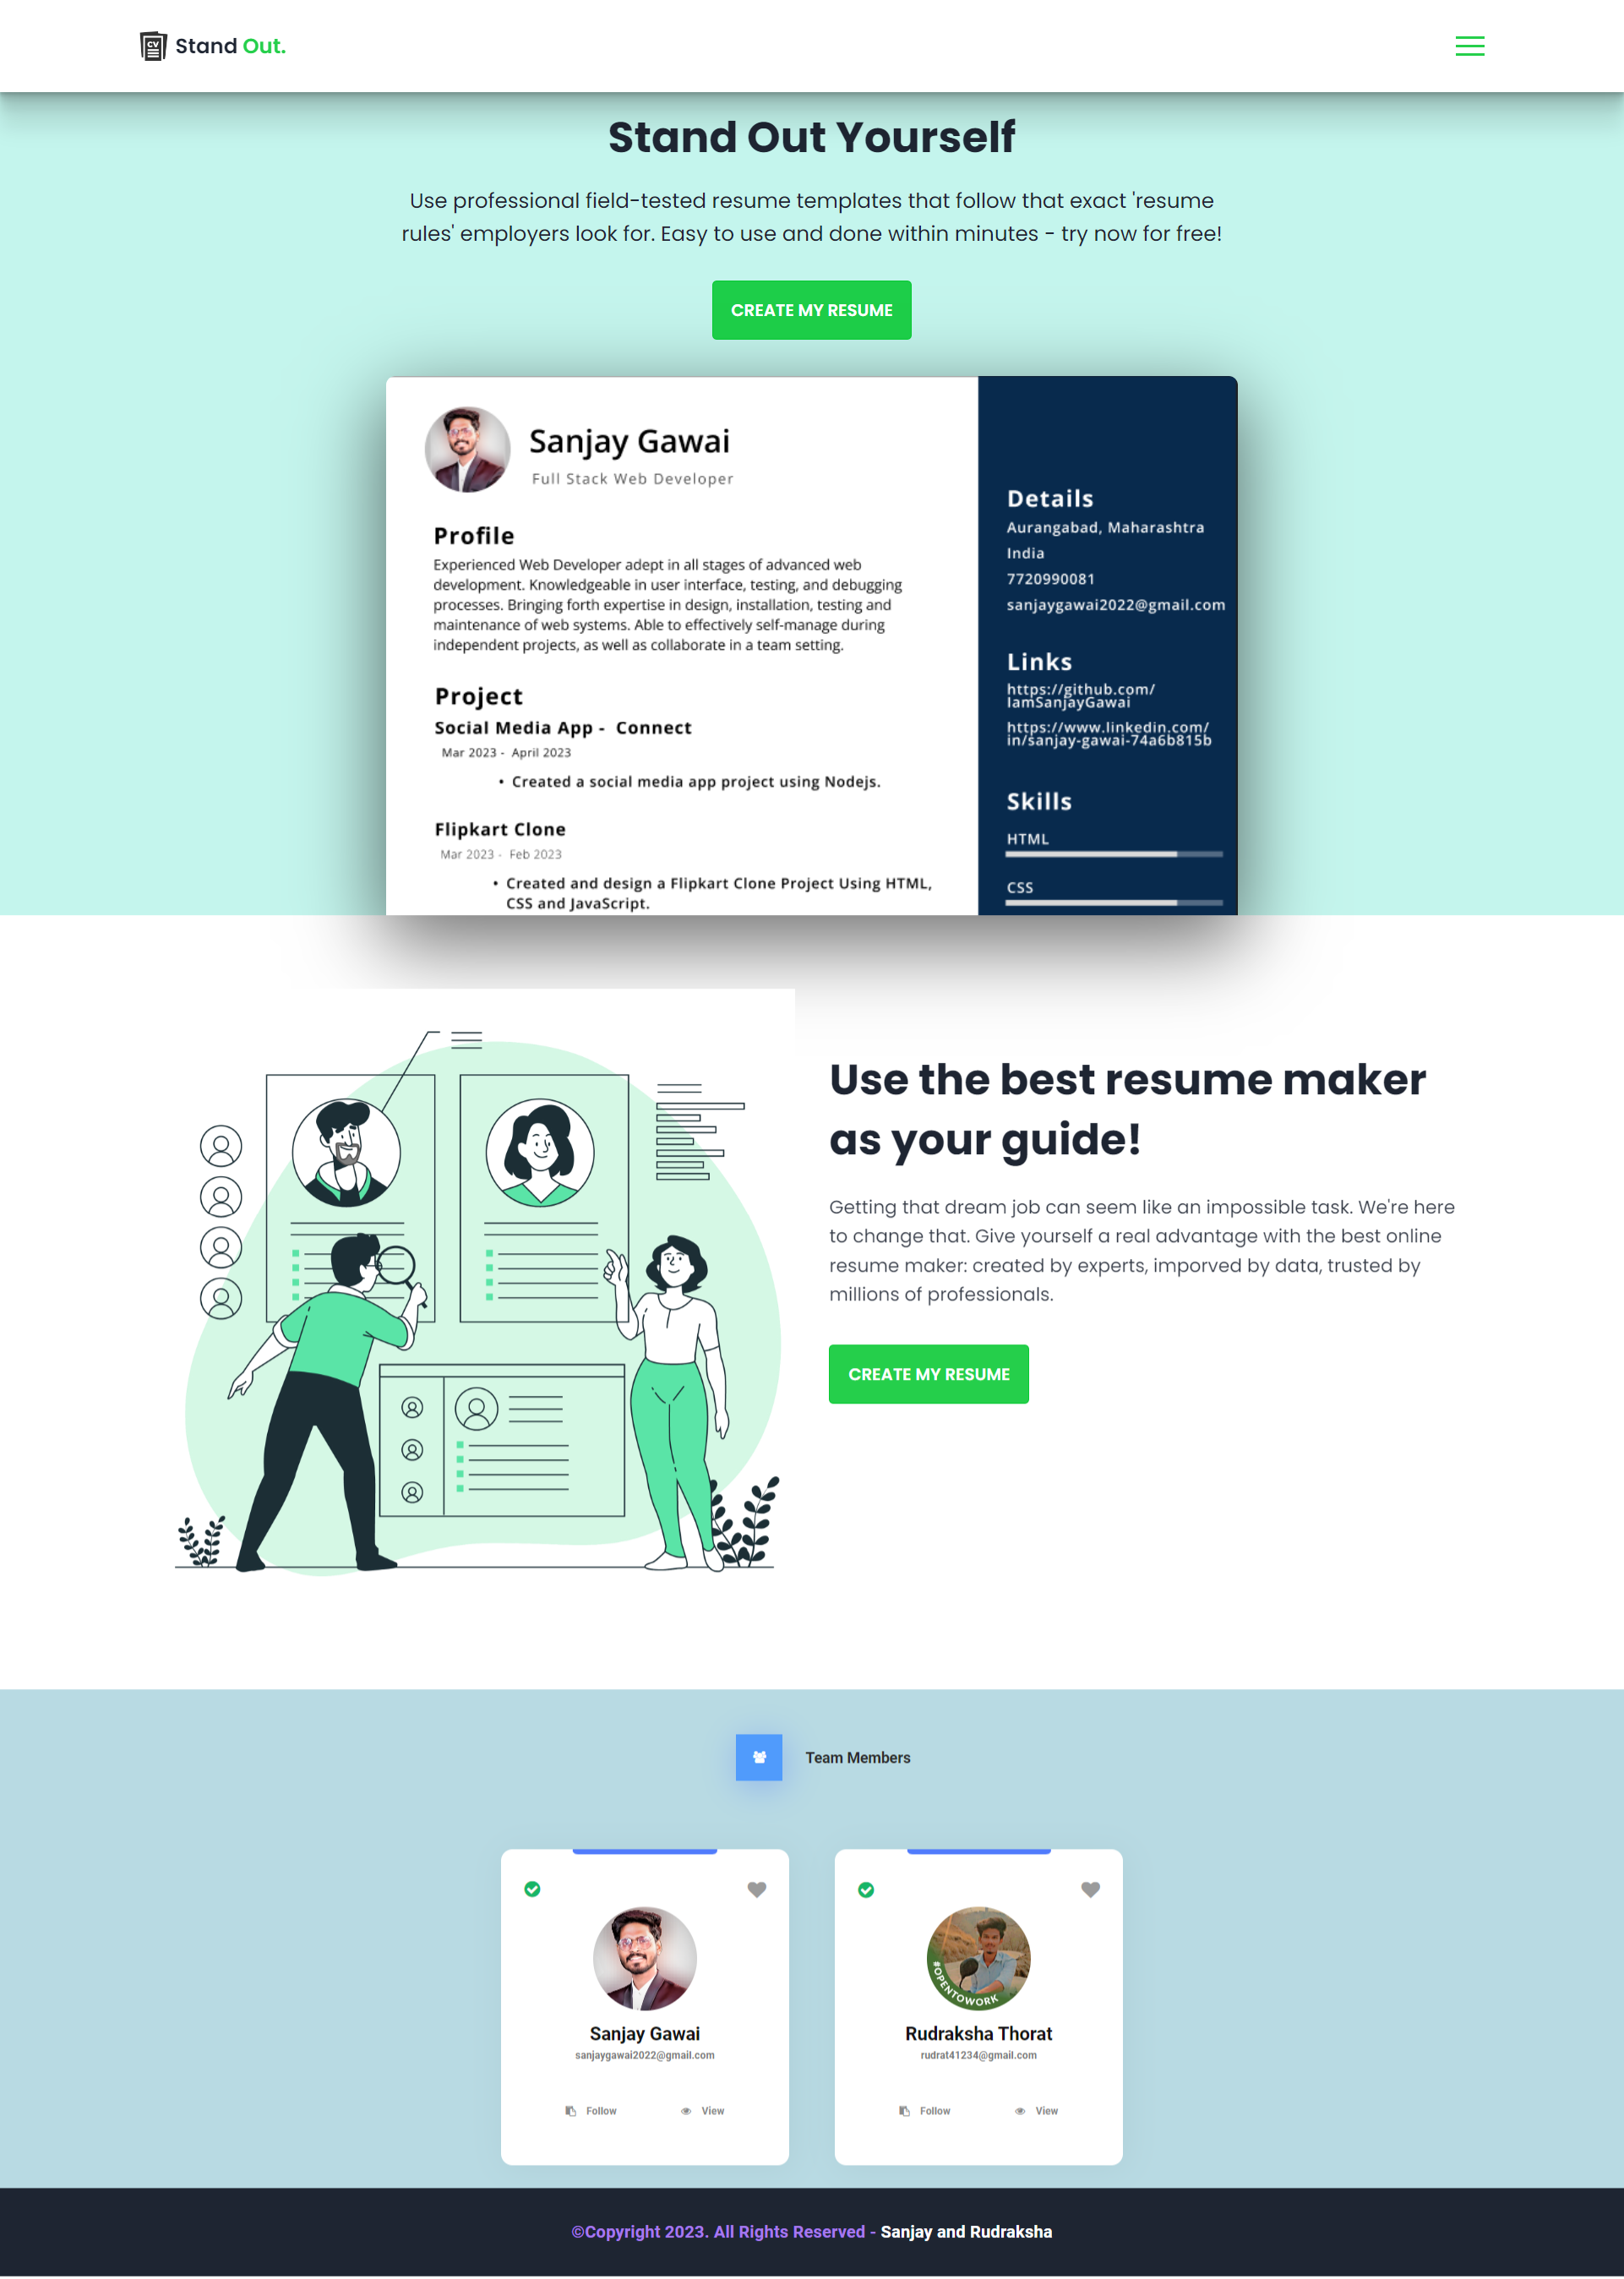 CV
Stand Out.
Stand Out Yourself
Use professional field-tested resume templates that follow that exact 'resume
rules' employers look for. Easy to use and done within minutes - try now for free!
CREATE MY RESUME
Sanjay Gawai
Full Stack Web Developer
Profile
Experienced Web Developer adept in all stages of advanced web
development. Knowledgeable in user interface, testing, and debugging
processes. Bringing forth expertise in design, installation, testing and
maintenance of web systems. Able to effectively self-manage during
independent projects, as well as collaborate in a team setting.
Project
Social Media App - Connect
Mar 2023 - April 2023
• Created a social media app project using Nodejs.
Flipkart Clone
Mar 2023 - Feb 2023
• Created and design a Flipkart Clone Project Using HTML,
CSS and JavaScript.
Details
Aurangabad, Maharashtra
India
7720990081
sanjaygawai2022@gmail.com
Links
https://github.com/
IamSanjayGawai
https://www.linkedin.com/
in/sanjay-gawai-74a6b815b
Skills
HTML
CSS
Use the best resume maker
as your guide!
Getting that dream job can seem like an impossible task. We're here
to change that. Give yourself a real advantage with the best online
resume maker: created by experts, imporved by data, trusted by
millions of professionals.
CREATE MY RESUME
Team Members
Sanjay Gawai
sanjaygawai2022@gmail.com
Follow View
#OPENTOWORK
Rudraksha Thorat
rudrat41234@gmail.com
Follow View
©Copyright 2023. All Rights Reserved - Sanjay and Rudraksha